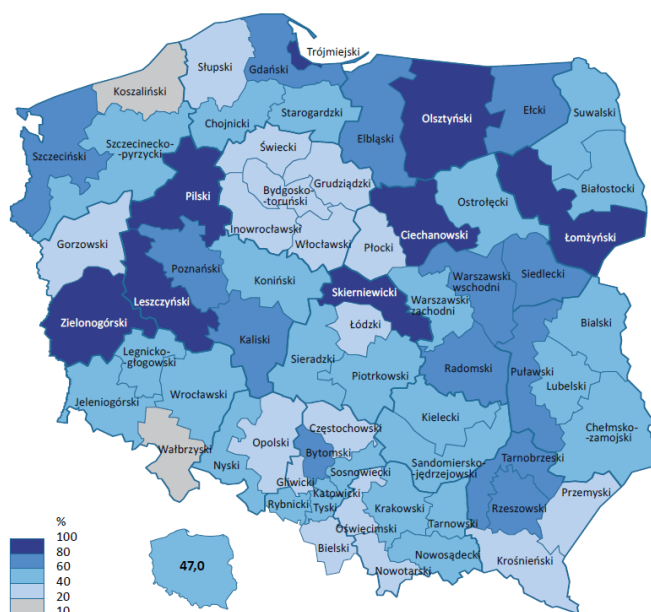 Trójmiejski
Koszaliński
Słupski
Gdański
Starogardzki
Chojnicki
Elbląski
Olsztyński
Ełcki
Suwalski
Szczeciński
Szczecinecko-
-pyrzycki
Świecki
Grudziądzki
Bydgosko-
-toruński
Pilski
Białostocki
Ostrołęcki
Inowrocławski
Włocławski
Płocki
Ciechanowski
Łomżyński
Gorzowski
Poznański
Koniński
Warszawski
wschodni
Siedlecki
Leszczyński
Skierniewicki
Warszawski
zachodni
Zielonogórski
Łódzki
Bialski
Kaliski
Legnicko-
-głogowski
Sieradzki
Piotrkowski
Radomski
Puławski
Lubelski
Jeleniogórski
Wrocławski
Kielecki
Chełmsko-
-zamojski
Wałbrzyski
Opolski
Częstochowski
Bytomski
Nyski
Sosnowiecki
Sandomiersko-
-jędrzejowski
Tarnobrzeski
Gliwicki
Katowicki
Rybnicki
Tyski
Krakowski
Rzeszowski
Przemyski
Oświęcimski
Tarnowski
Bielski
Nowosądecki
Nowotarski
Krośnieński
%
100
80
60
40
20
10
47,0